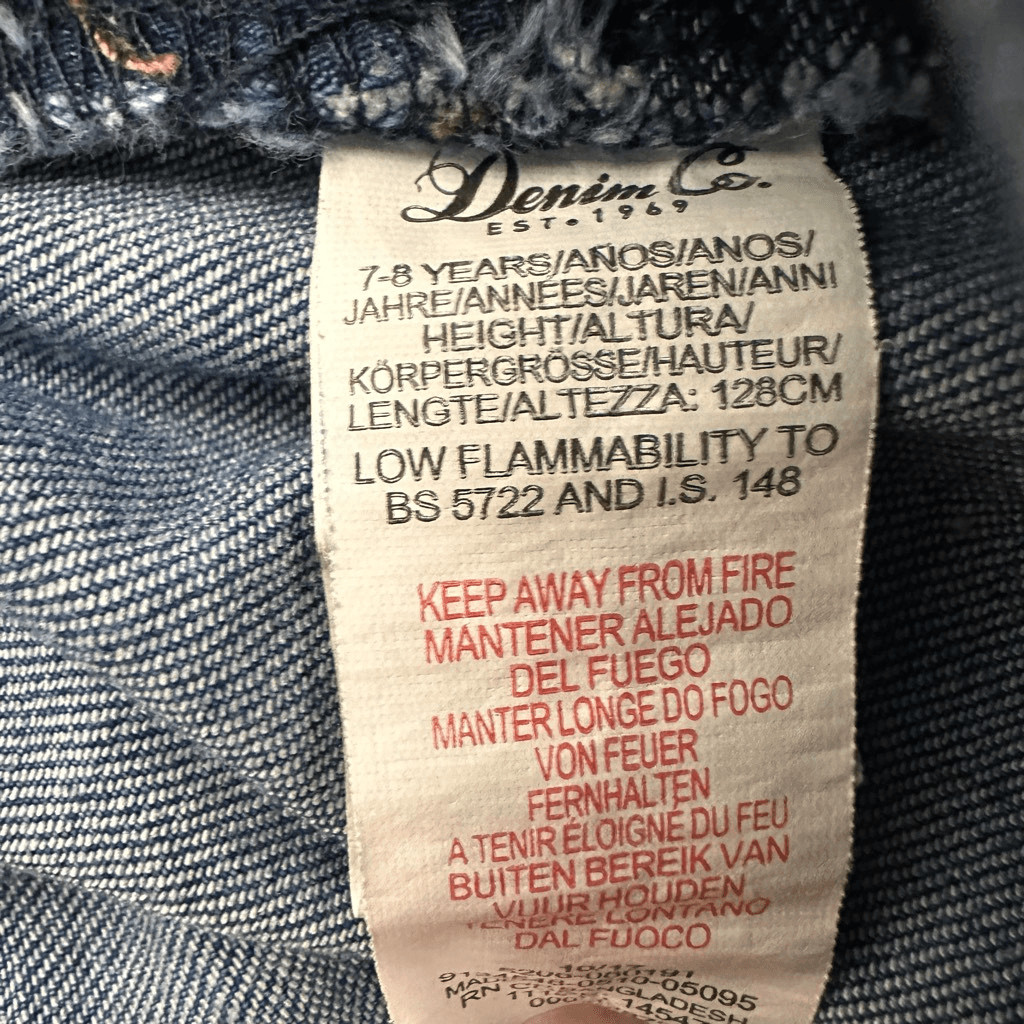 Denim Co.
EST. 1969
7-8 YEARS/AÑOS/ANOS/
JAHRE/ANNÉES/JAREN/ANNI
HEIGHT/ALTURA/
KÖRPERGRÖSSE/HAUTEUR/
LENGTE/ALTEZZA: 128CM
LOW FLAMMABILITY TO
BS 5722 AND I.S. 148
KEEP AWAY FROM FIRE
MANTENER ALEJADO
DEL FUEGO
MANTER LONGE DO FOGO
VON FEUER
FERNHALTEN
A TENIR ÉLOIGNÉ DU FEU
BUITEN BEREIK VAN
VUUR HOUDEN
TENERE LONTANO
DAL FUOCO
10/17